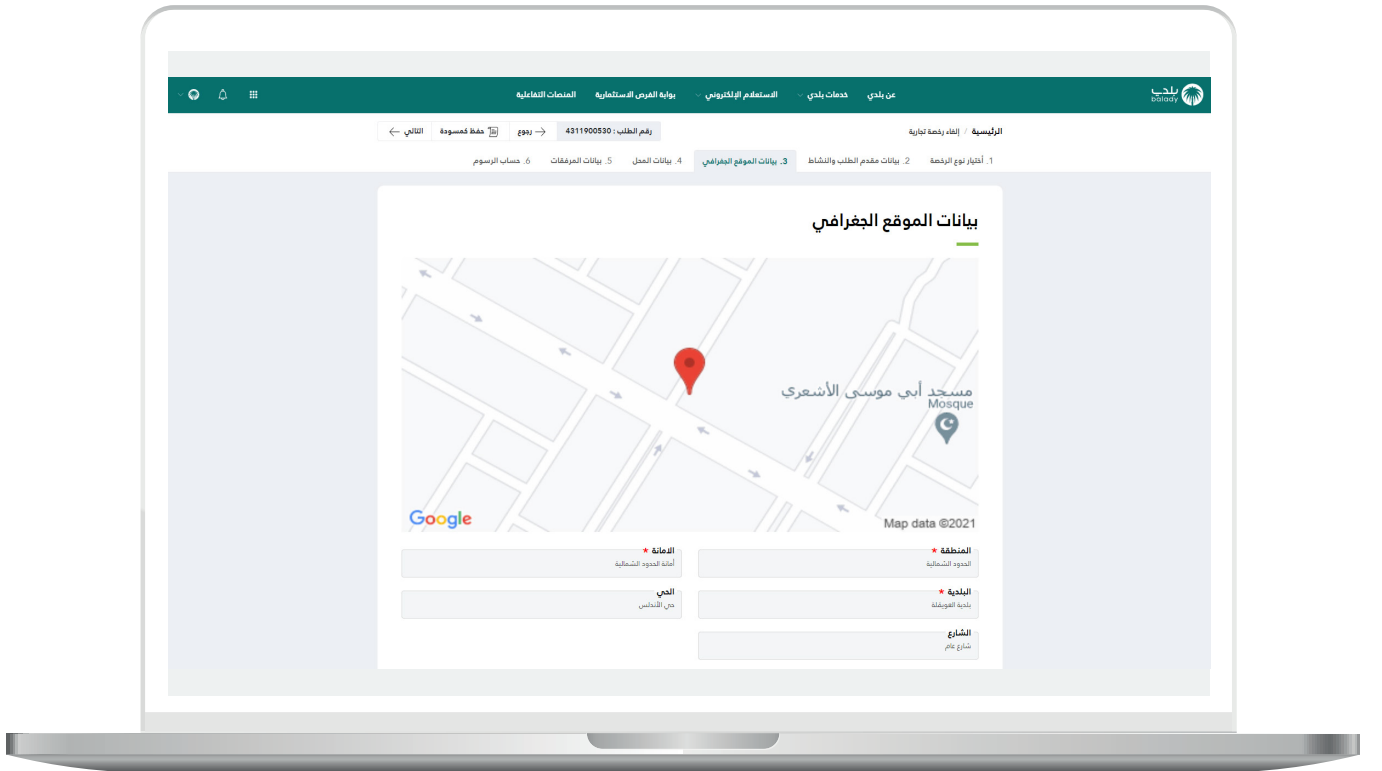 بلدي
balady
عن بلدي
خدمات بلدي
الاستعلام الإلكتروني
بوابة الفرص الاستثمارية
المنصات التفاعلية
الرئيسية / إلغاء رخصة تجارية
رقم الطلب : 4311900530
رجوع
حفظ كمسودة
التالي
1. أختيار نوع الرخصة
2. بيانات مقدم الطلب والنشاط
3. بيانات الموقع الجغرافي
4. بيانات المحل
5. بيانات المرفقات
6. حساب الرسوم
بيانات الموقع الجغرافي
مسجد أبي موسى الأشعري
Mosque
Google
Map data ©2021
المنطقة *
الحدود الشمالية
الامانة *
أمانة الحدود الشمالية
البلدية *
بلدية العويقلة
الحي
حي الأندلس
الشارع
شارع عام